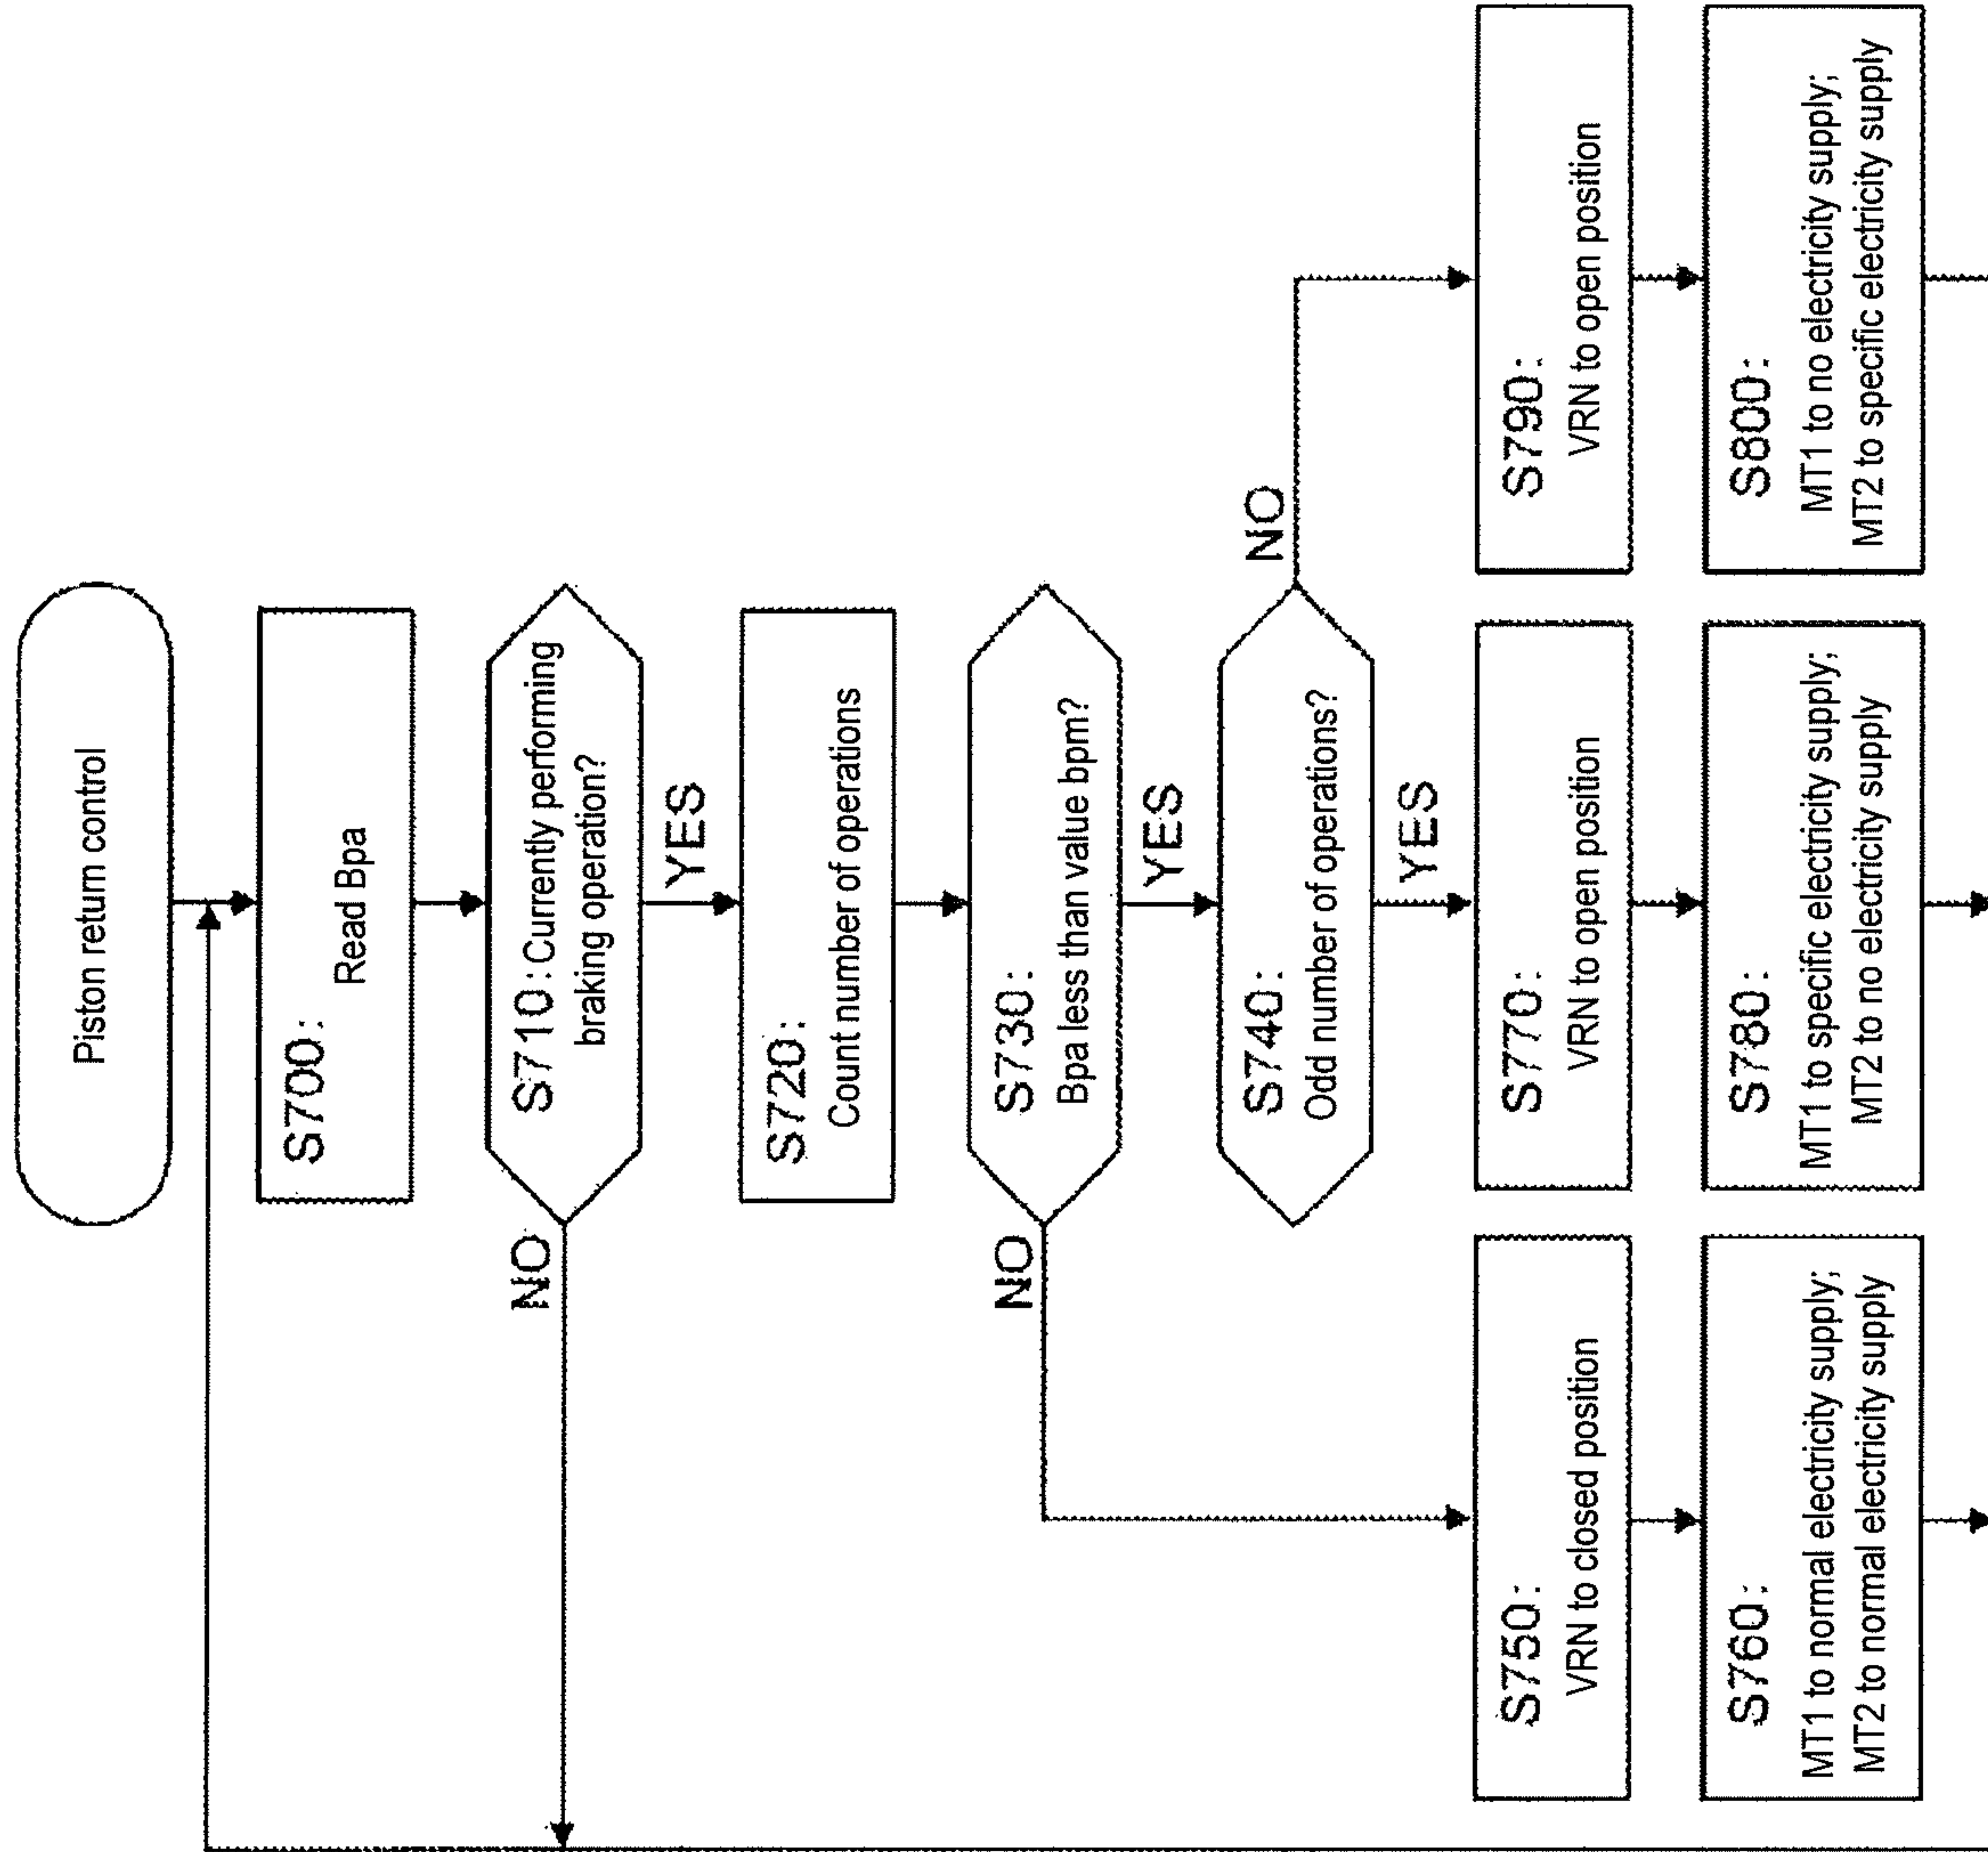 Piston return control
S700:
Read Bpa
S710: Currently performing
braking operation?
NO
YES
S720:
Count number of operations
S730:
Bpa less than value bpm?
NO
YES
S740:
Odd number of operations?
NO
YES
S750:
VRN to closed position
S770:
VRN to open position
S790:
VRN to open position
S760:
MT1 to normal electricity supply;
MT2 to normal electricity supply
S780:
MT1 to specific electricity supply;
MT2 to no electricity supply
S800:
MT1 to no electricity supply;
MT2 to specific electricity supply